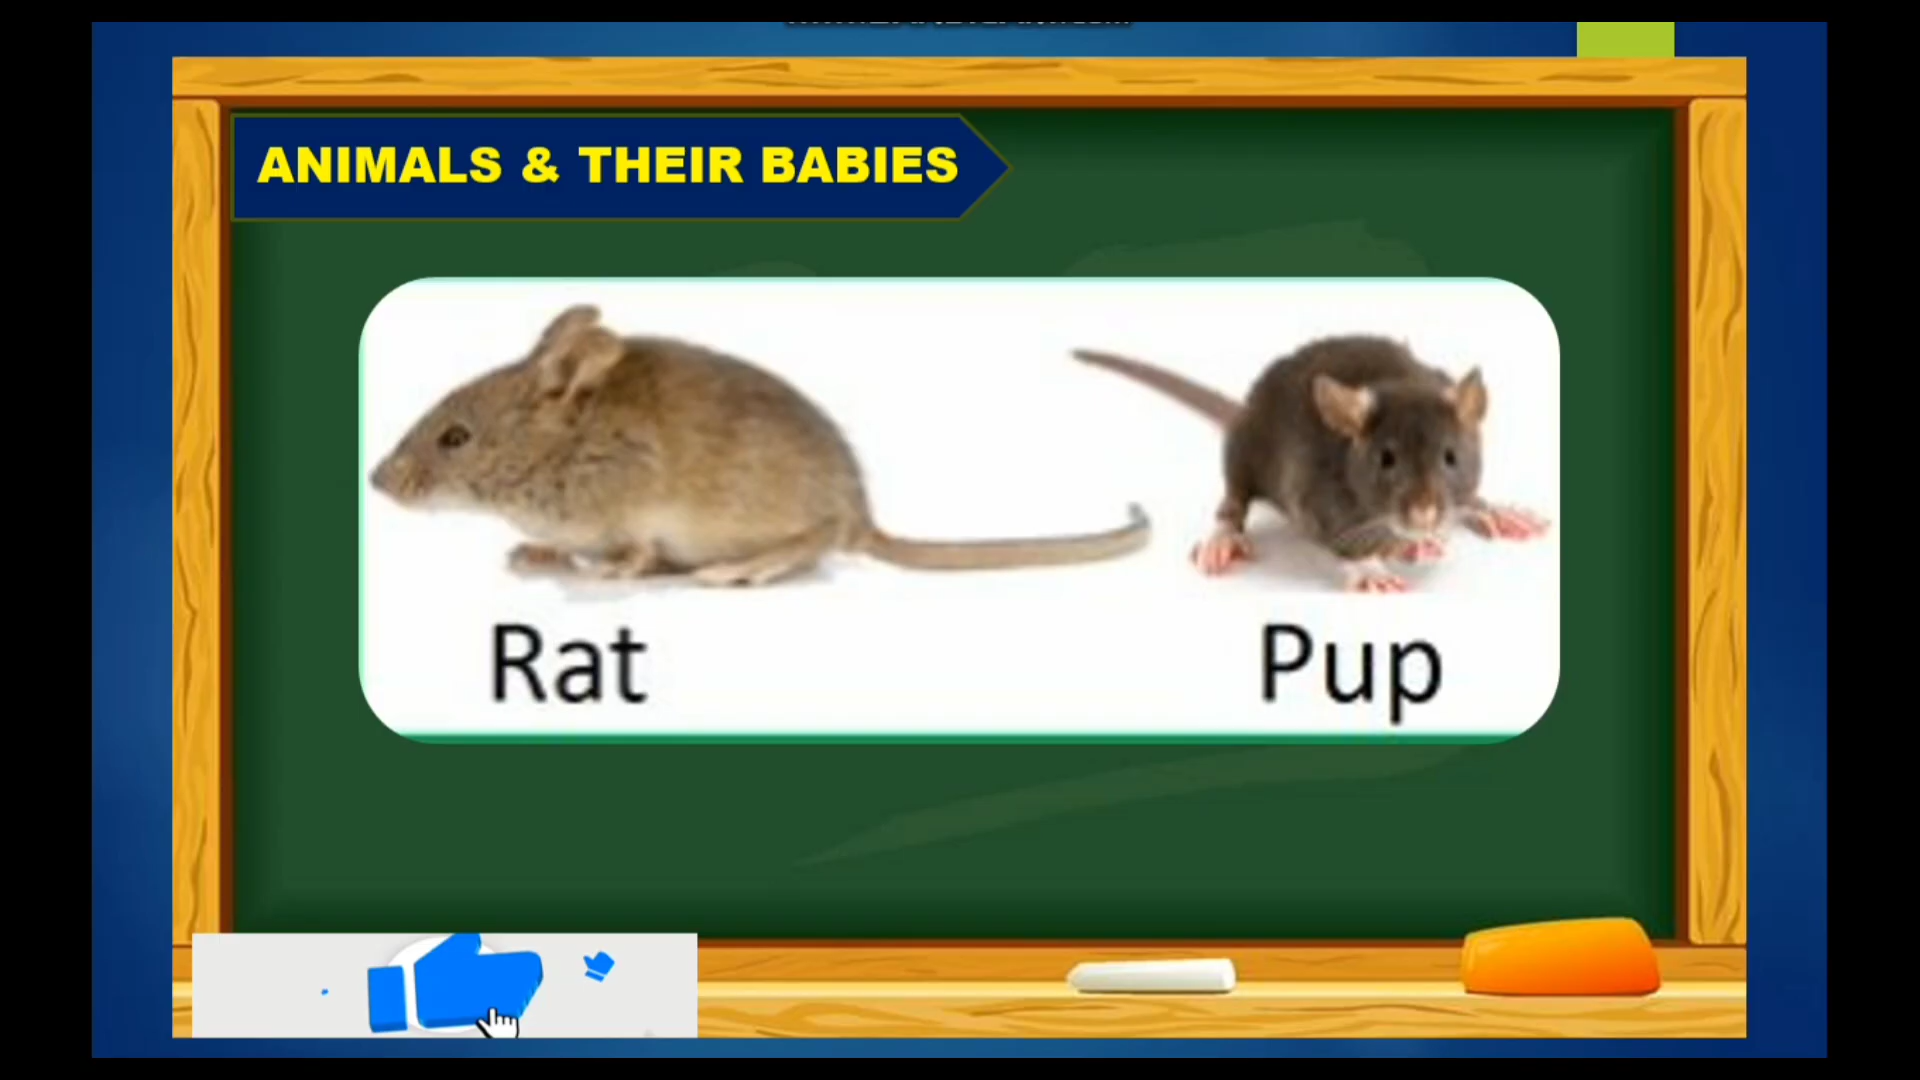 ANIMALS & THEIR BABIES
Rat
Pup